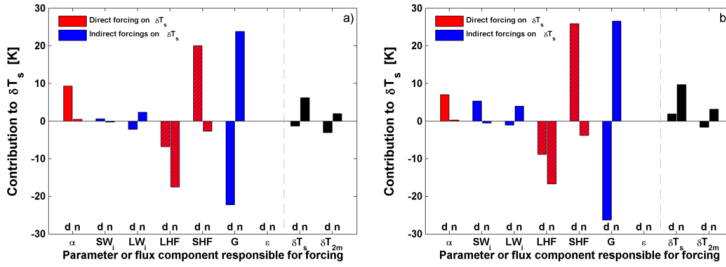 a)
Direct forcing on δTs
Indirect forcings on δTs
Contribution to δTs [K]
30
20
10
0
-10
-20
-30
d n d n d n d n d n d n d n d n d n
α SWi LWi LHF SHF G ε δTs δT2m
Parameter or flux component responsible for forcing
b
Direct forcing on δTs
Indirect forcings on δTs
Contribution to δTs [K]
30
20
10
0
-10
-20
-30
d n d n d n d n d n d n d n d n d n
α SWi LWi LHF SHF G ε δTs δT2m
Parameter or flux component responsible for forcing